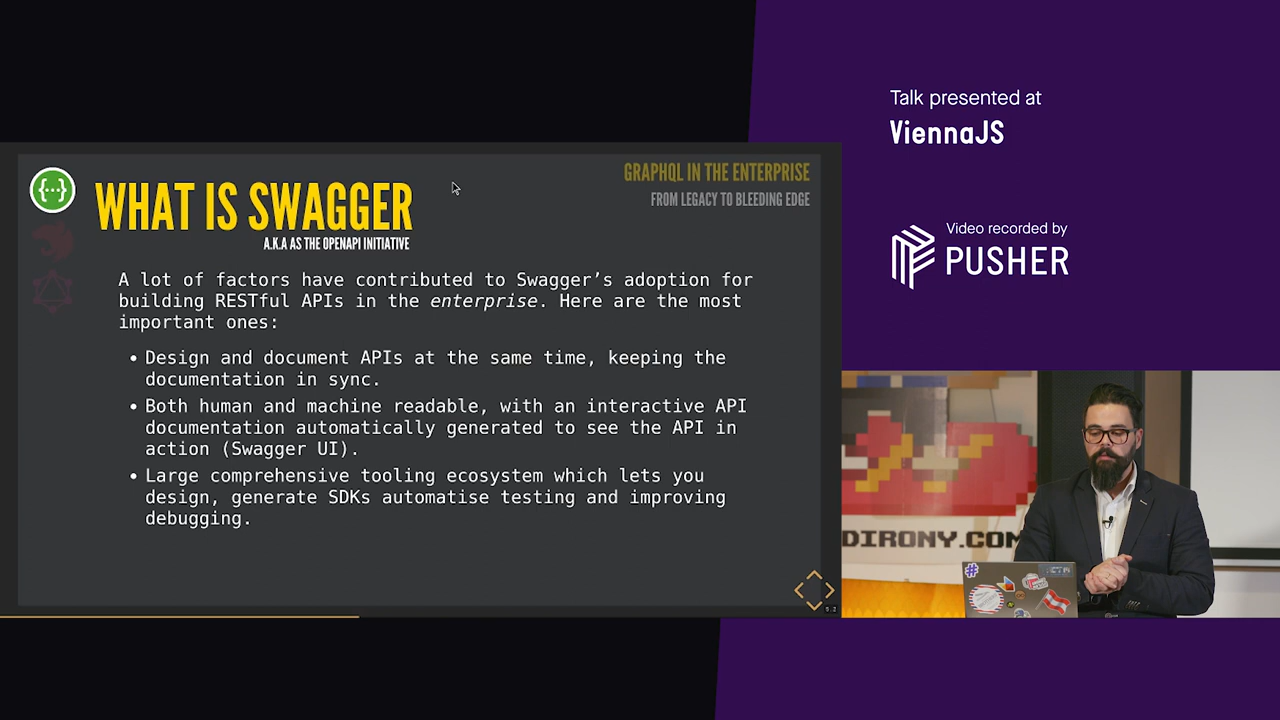 Talk presented at
ViennaJS
Video recorded by
PUSHER
GRAPHQL IN THE ENTERPRISE
FROM LEGACY TO BLEEDING EDGE
{...}
WHAT IS SWAGGER
A.K.A AS THE OPENAPI INITIATIVE
A lot of factors have contributed to Swagger’s adoption for
building RESTful APIs in the enterprise. Here are the most
important ones:
• Design and document APIs at the same time, keeping the
documentation in sync.
• Both human and machine readable, with an interactive API
documentation automatically generated to see the API in
action (Swagger UI).
• Large comprehensive tooling ecosystem which lets you
design, generate SDKs automatise testing and improving
debugging.
5.2
DIRONY.COM
#